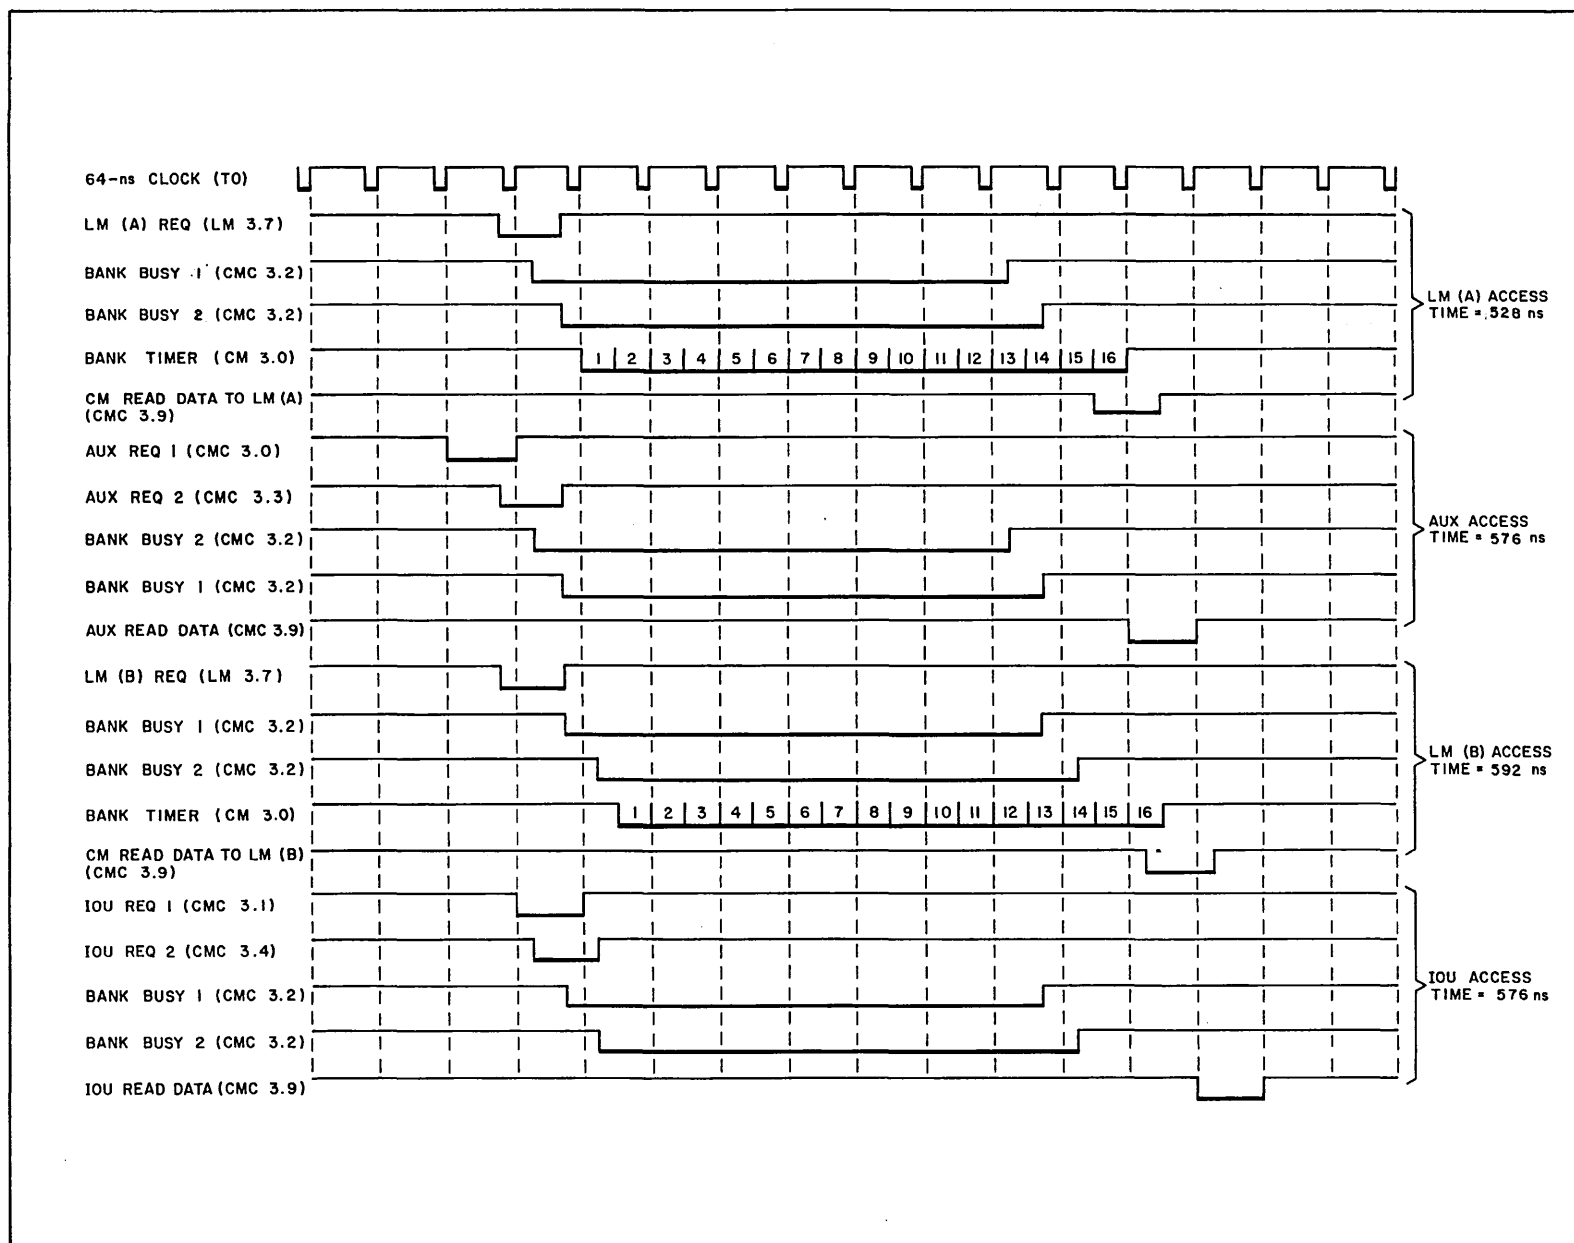 64-ns CLOCK (TO)
LM (A) REQ (LM 3.7)
BANK BUSY 1 (CMC 3.2)
BANK BUSY 2 (CMC 3.2)
BANK TIMER (CM 3.0)
1 2 3 4 5 6 7 8 9 10 11 12 13 14 15 16
CM READ DATA TO LM (A)
(CMC 3.9)
LM (A) ACCESS
TIME = 528 ns
AUX REQ 1 (CMC 3.0)
AUX REQ 2 (CMC 3.3)
BANK BUSY 2 (CMC 3.2)
BANK BUSY 1 (CMC 3.2)
AUX READ DATA (CMC 3.9)
AUX ACCESS
TIME = 576 ns
LM (B) REQ (LM 3.7)
BANK BUSY 1 (CMC 3.2)
BANK BUSY 2 (CMC 3.2)
BANK TIMER (CM 3.0)
1 2 3 4 5 6 7 8 9 10 11 12 13 14 15 16
CM READ DATA TO LM (B)
(CMC 3.9)
LM (B) ACCESS
TIME = 592 ns
IOU REQ 1 (CMC 3.1)
IOU REQ 2 (CMC 3.4)
BANK BUSY 1 (CMC 3.2)
BANK BUSY 2 (CMC 3.2)
IOU READ DATA (CMC 3.9)
IOU ACCESS
TIME = 576 ns